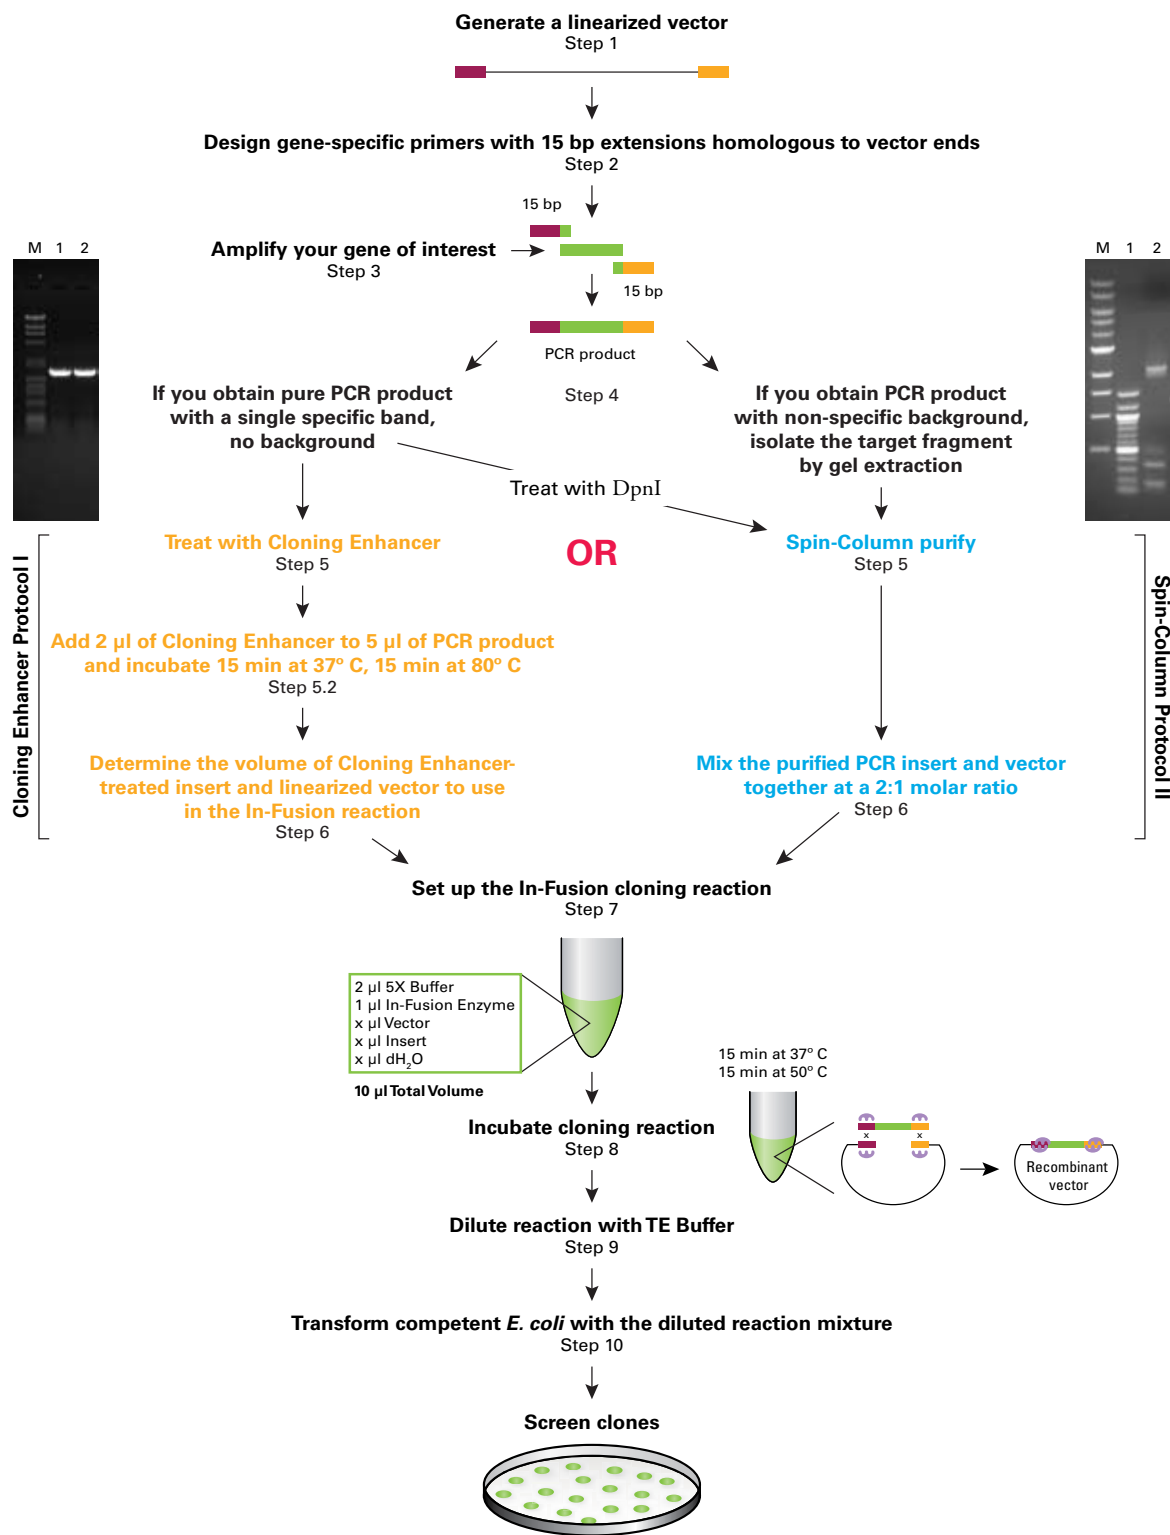 Generate a linearized vector
Step 1
Design gene-specific primers with 15 bp extensions homologous to vector ends
Step 2
15 bp
Amplify your gene of interest
Step 3
15 bp
M 1 2
M 1 2
PCR product
Step 4
If you obtain pure PCR product
with a single specific band,
no background
If you obtain PCR product
with non-specific background,
isolate the target fragment
by gel extraction
Treat with DpnI
OR
Cloning Enhancer Protocol I
Treat with Cloning Enhancer
Step 5
Add 2 µl of Cloning Enhancer to 5 µl of PCR product
and incubate 15 min at 37º C, 15 min at 80º C
Step 5.2
Determine the volume of Cloning Enhancer-
treated insert and linearized vector to use
in the In-Fusion reaction
Step 6
Spin-Column Protocol II
Spin-Column purify
Step 5
Mix the purified PCR insert and vector
together at a 2:1 molar ratio
Step 6
Set up the In-Fusion cloning reaction
Step 7
2 µl 5X Buffer
1 µl In-Fusion Enzyme
x µl Vector
x µl Insert
x µl dH₂O
10 µl Total Volume
15 min at 37º C
15 min at 50º C
Incubate cloning reaction
Step 8
x x
Recombinant
vector
Dilute reaction with TE Buffer
Step 9
Transform competent E. coli with the diluted reaction mixture
Step 10
Screen clones